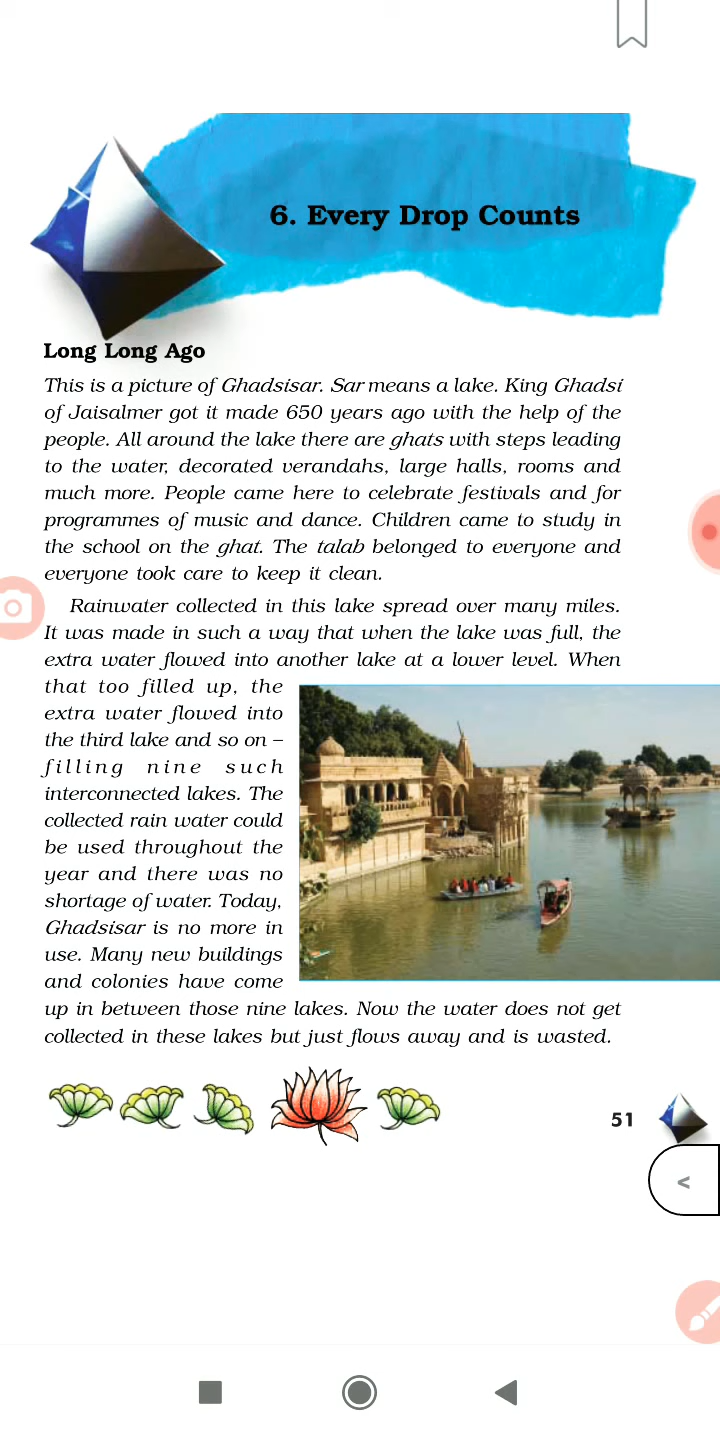 6. Every Drop Counts
Long Long Ago
This is a picture of Ghadsisar. Sar means a lake. King Ghadsi
of Jaisalmer got it made 650 years ago with the help of the
people. All around the lake there are ghats with steps leading
to the water, decorated verandahs, large halls, rooms and
much more. People came here to celebrate festivals and for
programmes of music and dance. Children came to study in
the school on the ghat. The talab belonged to everyone and
everyone took care to keep it clean.
Rainwater collected in this lake spread over many miles.
It was made in such a way that when the lake was full, the
extra water flowed into another lake at a lower level. When
that too filled up, the
extra water flowed into
the third lake and so on –
filling nine such
interconnected lakes. The
collected rain water could
be used throughout the
year and there was no
shortage of water. Today,
Ghadsisar is no more in
use. Many new buildings
and colonies have come
up in between those nine lakes. Now the water does not get
collected in these lakes but just flows away and is wasted.
51
<